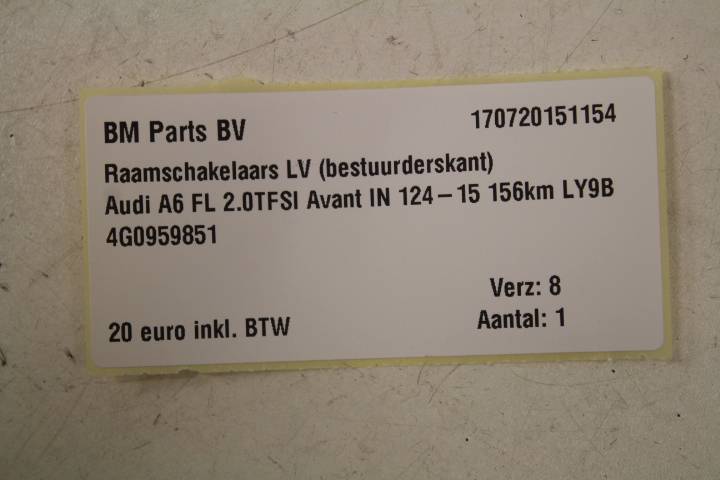 BM Parts BV 170720151154
Raamschakelaars LV (bestuurderskant)
Audi A6 FL 2.0TFSI Avant IN 124-15 156km LY9B
4G0959851
Verz: 8
20 euro inkl. BTW Aantal: 1